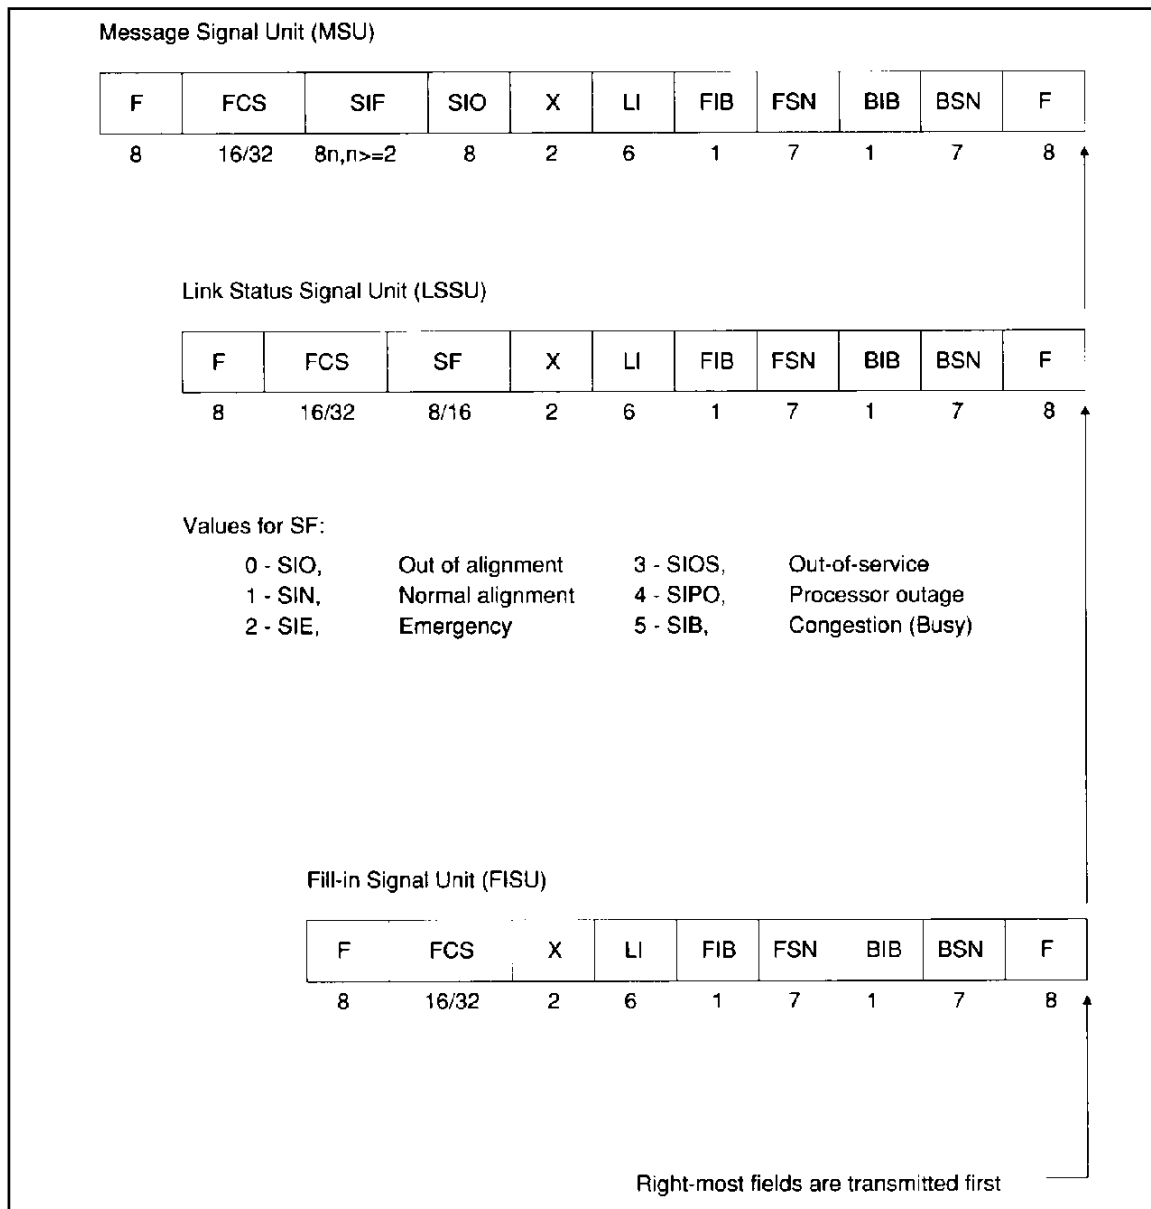 Message Signal Unit (MSU)
F FCS SIF SIO X LI FIB FSN BIB BSN F
8 16/32 8n,n>=2 8 2 6 1 7 1 7 8
Link Status Signal Unit (LSSU)
F FCS SF X LI FIB FSN BIB BSN F
8 16/32 8/16 2 6 1 7 1 7 8
Values for SF:
0 - SIO, Out of alignment 3 - SIOS, Out-of-service
1 - SIN, Normal alignment 4 - SIPO, Processor outage
2 - SIE, Emergency 5 - SIB, Congestion (Busy)
Fill-in Signal Unit (FISU)
F FCS X LI FIB FSN BIB BSN F
8 16/32 2 6 1 7 1 7 8
Right-most fields are transmitted first